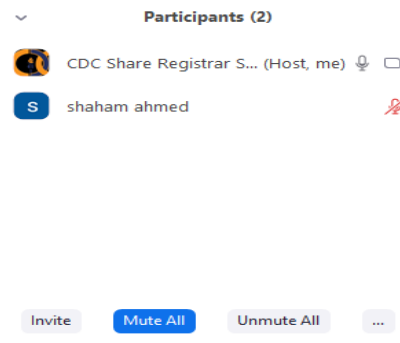 Participants (2)
CDC Share Registrar S... (Host, me)
S shaham ahmed
Invite Mute All Unmute All ...